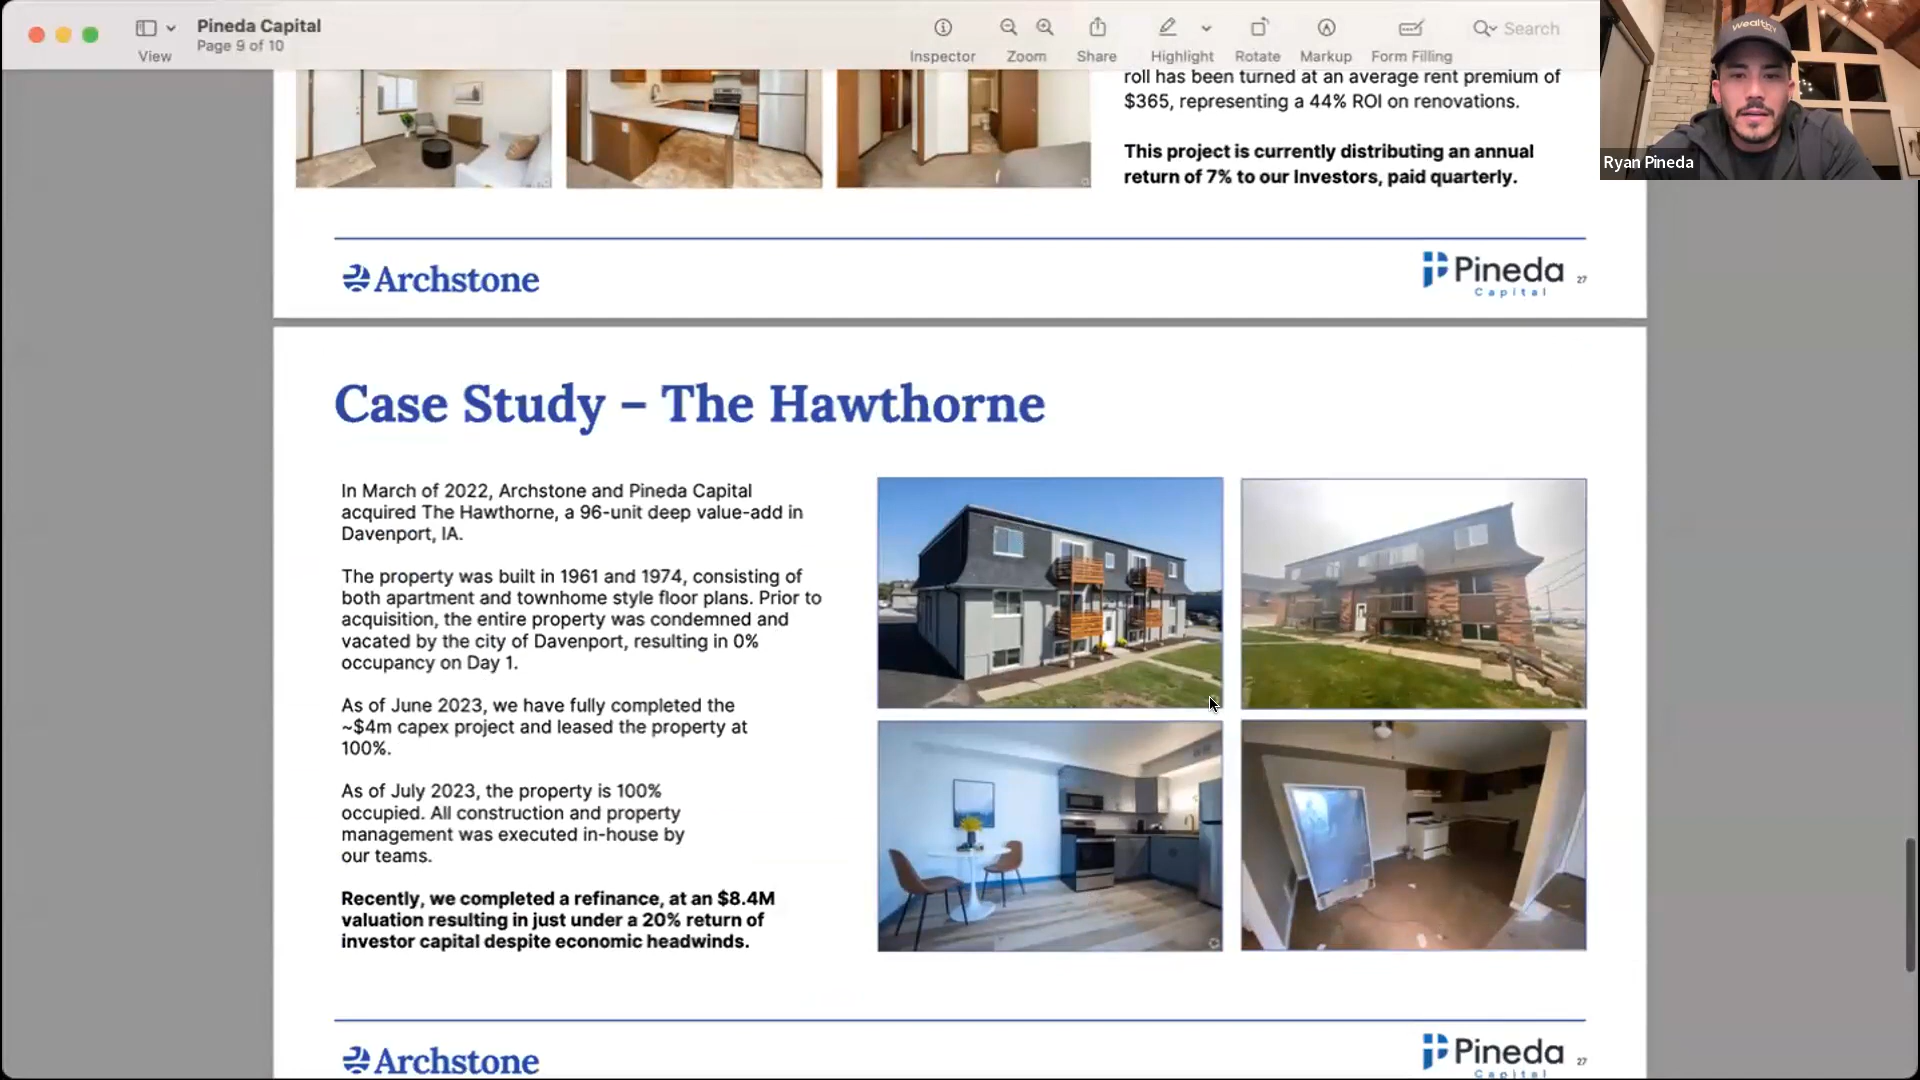 Pineda Capital
Page 9 of 10
View
Inspector
Zoom
Share
Highlight
Rotate
Markup
Form Filling
Search
Wealthy
Ryan Pineda
roll has been turned at an average rent premium of
$365, representing a 44% ROI on renovations.
This project is currently distributing an annual
return of 7% to our Investors, paid quarterly.
Archstone
Pineda
Capital
27
Case Study – The Hawthorne
In March of 2022, Archstone and Pineda Capital
acquired The Hawthorne, a 96-unit deep value-add in
Davenport, IA.
The property was built in 1961 and 1974, consisting of
both apartment and townhome style floor plans. Prior to
acquisition, the entire property was condemned and
vacated by the city of Davenport, resulting in 0%
occupancy on Day 1.
As of June 2023, we have fully completed the
~$4m capex project and leased the property at
100%.
As of July 2023, the property is 100%
occupied. All construction and property
management was executed in-house by
our teams.
Recently, we completed a refinance, at an $8.4M
valuation resulting in just under a 20% return of
investor capital despite economic headwinds.
Archstone
Pineda
Capital
27